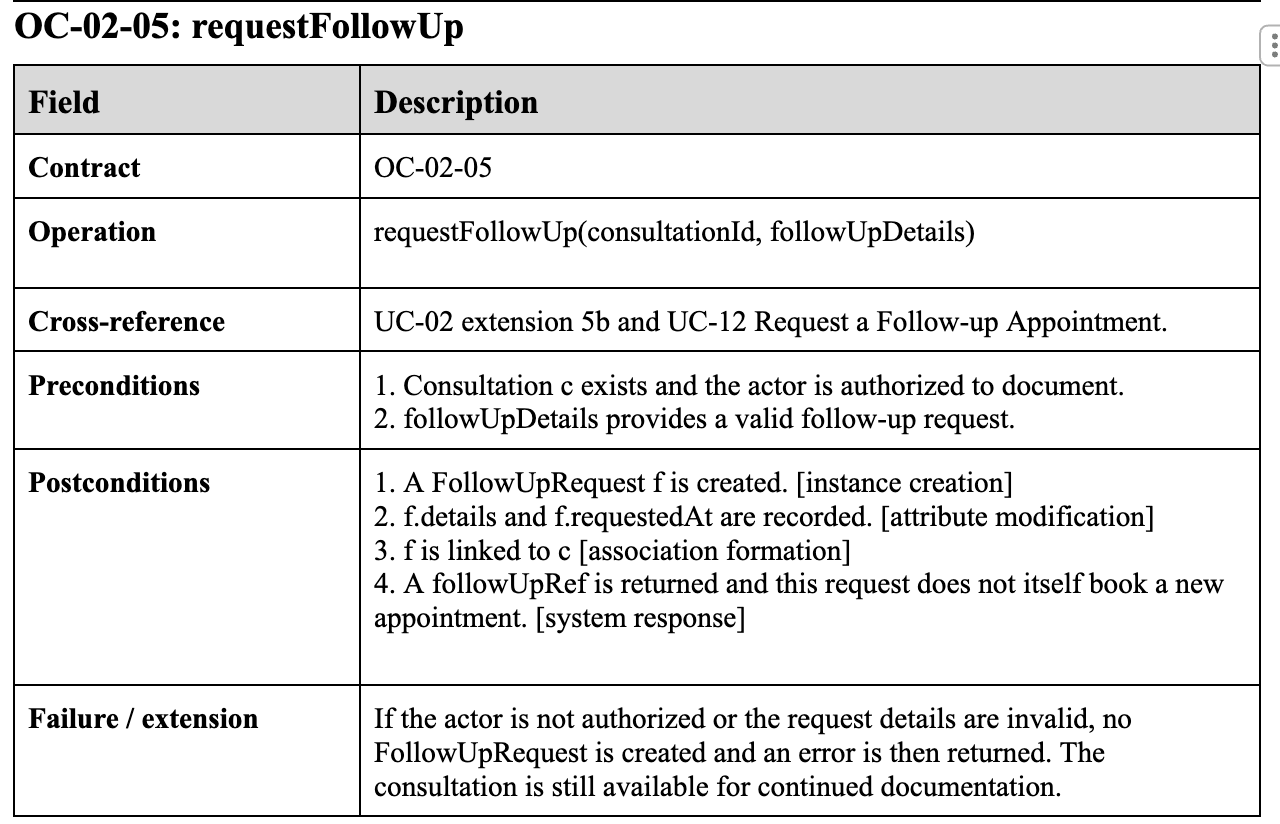 OC-02-05: requestFollowUp
Field
Description
Contract
OC-02-05
Operation
requestFollowUp(consultationId, followUpDetails)
Cross-reference
UC-02 extension 5b and UC-12 Request a Follow-up Appointment.
Preconditions
1. Consultation c exists and the actor is authorized to document.
2. followUpDetails provides a valid follow-up request.
Postconditions
1. A FollowUpRequest f is created. [instance creation]
2. f.details and f.requestedAt are recorded. [attribute modification]
3. f is linked to c [association formation]
4. A followUpRef is returned and this request does not itself book a new
appointment. [system response]
Failure / extension
If the actor is not authorized or the request details are invalid, no
FollowUpRequest is created and an error is then returned. The
consultation is still available for continued documentation.